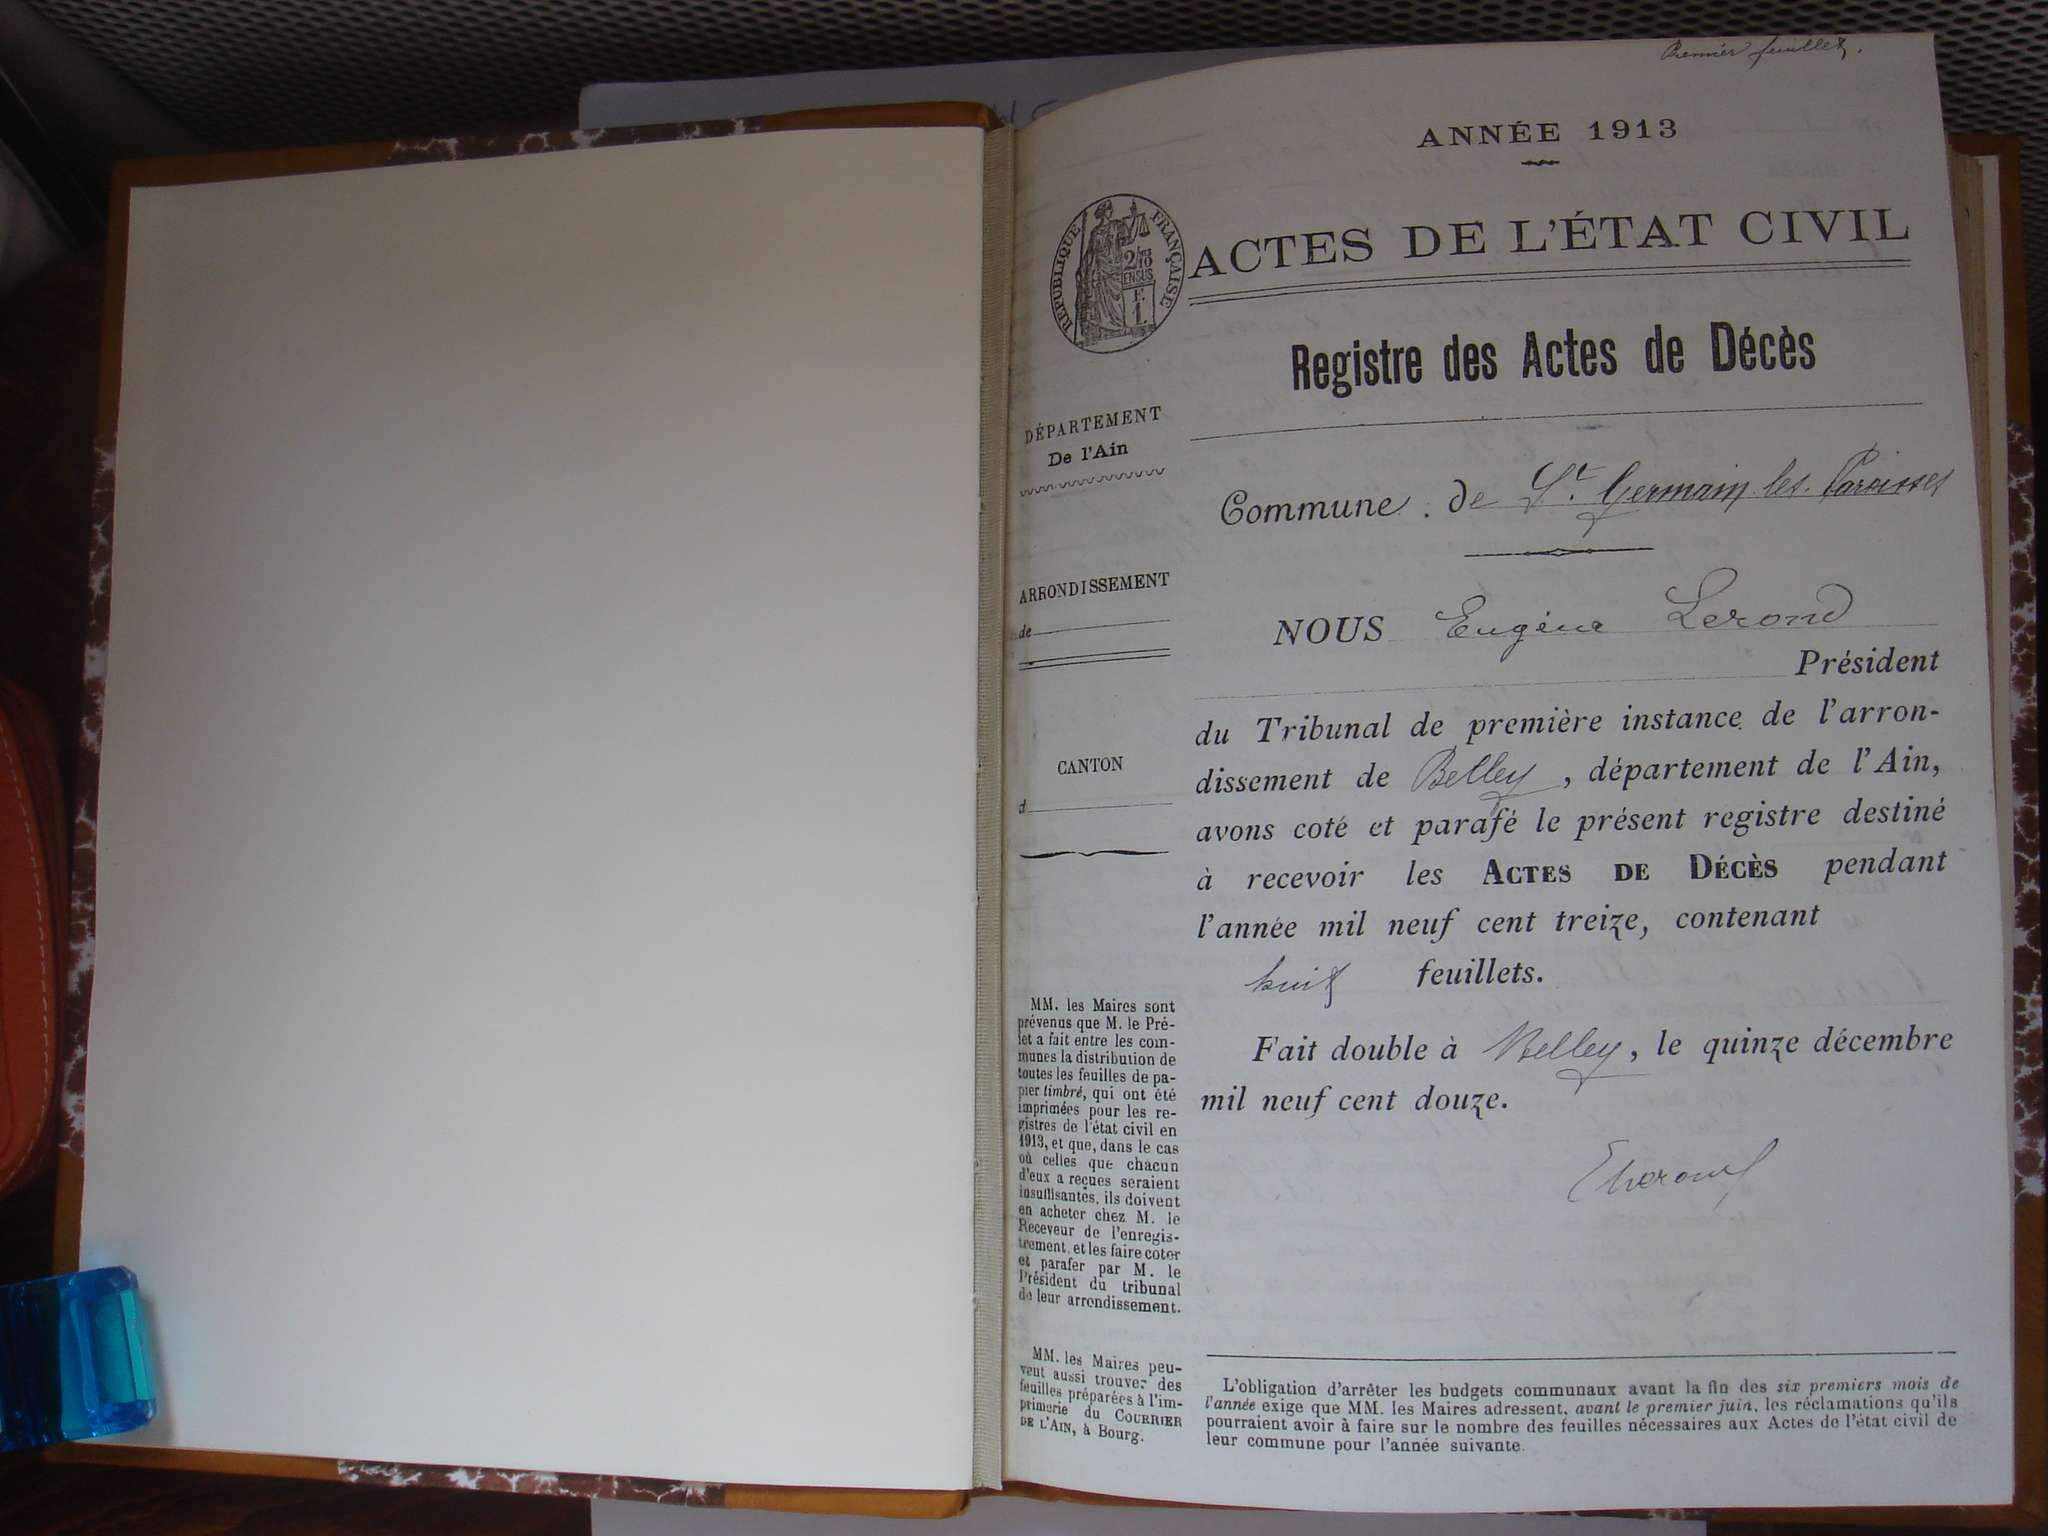 Premier feuillet.
ANNÉE 1913
RÉPUBLIQUE FRANÇAISE
2/10
EN SUS
E
1
ACTES DE L'ÉTAT CIVIL
Registre des Actes de Décès
DÉPARTEMENT
De l'Ain
ARRONDISSEMENT
de
CANTON
d
MM. les Maires sont
prévenus que M. le Pré-
fet a fait entre les com-
munes la distribution de
toutes les feuilles de pa-
pier timbré, qui ont été
imprimées pour les re-
gistres de l'état civil en
1913, et que, dans le cas
où celles que chacun
d'eux a reçues seraient
insuffisantes, ils doivent
en acheter chez M. le
Receveur de l'enregis-
trement et les faire coter
et parafer par M. le
Président du tribunal
de leur arrondissement.
MM. les Maires peu-
vent aussi trouver des
feuilles préparées à l'im-
primerie du COURRIER
DE L'AIN, à Bourg.
Commune de St. Germain les Paroisses
NOUS Eugène Lerond
Président
du Tribunal de première instance de l'arron-
dissement de Belley, département de l'Ain,
avons coté et parafé le présent registre destiné
à recevoir les ACTES DE DÉCÈS pendant
l'année mil neuf cent treize, contenant
huit feuillets.
Fait double à Belley, le quinze décembre
mil neuf cent douze.
L'obligation d'arrêter les budgets communaux avant la fin des six premiers mois de
l'année exige que MM. les Maires adressent, avant le premier juin, les réclamations qu'ils
pourraient avoir à faire sur le nombre des feuilles nécessaires aux Actes de l'état civil de
leur commune pour l'année suivante.